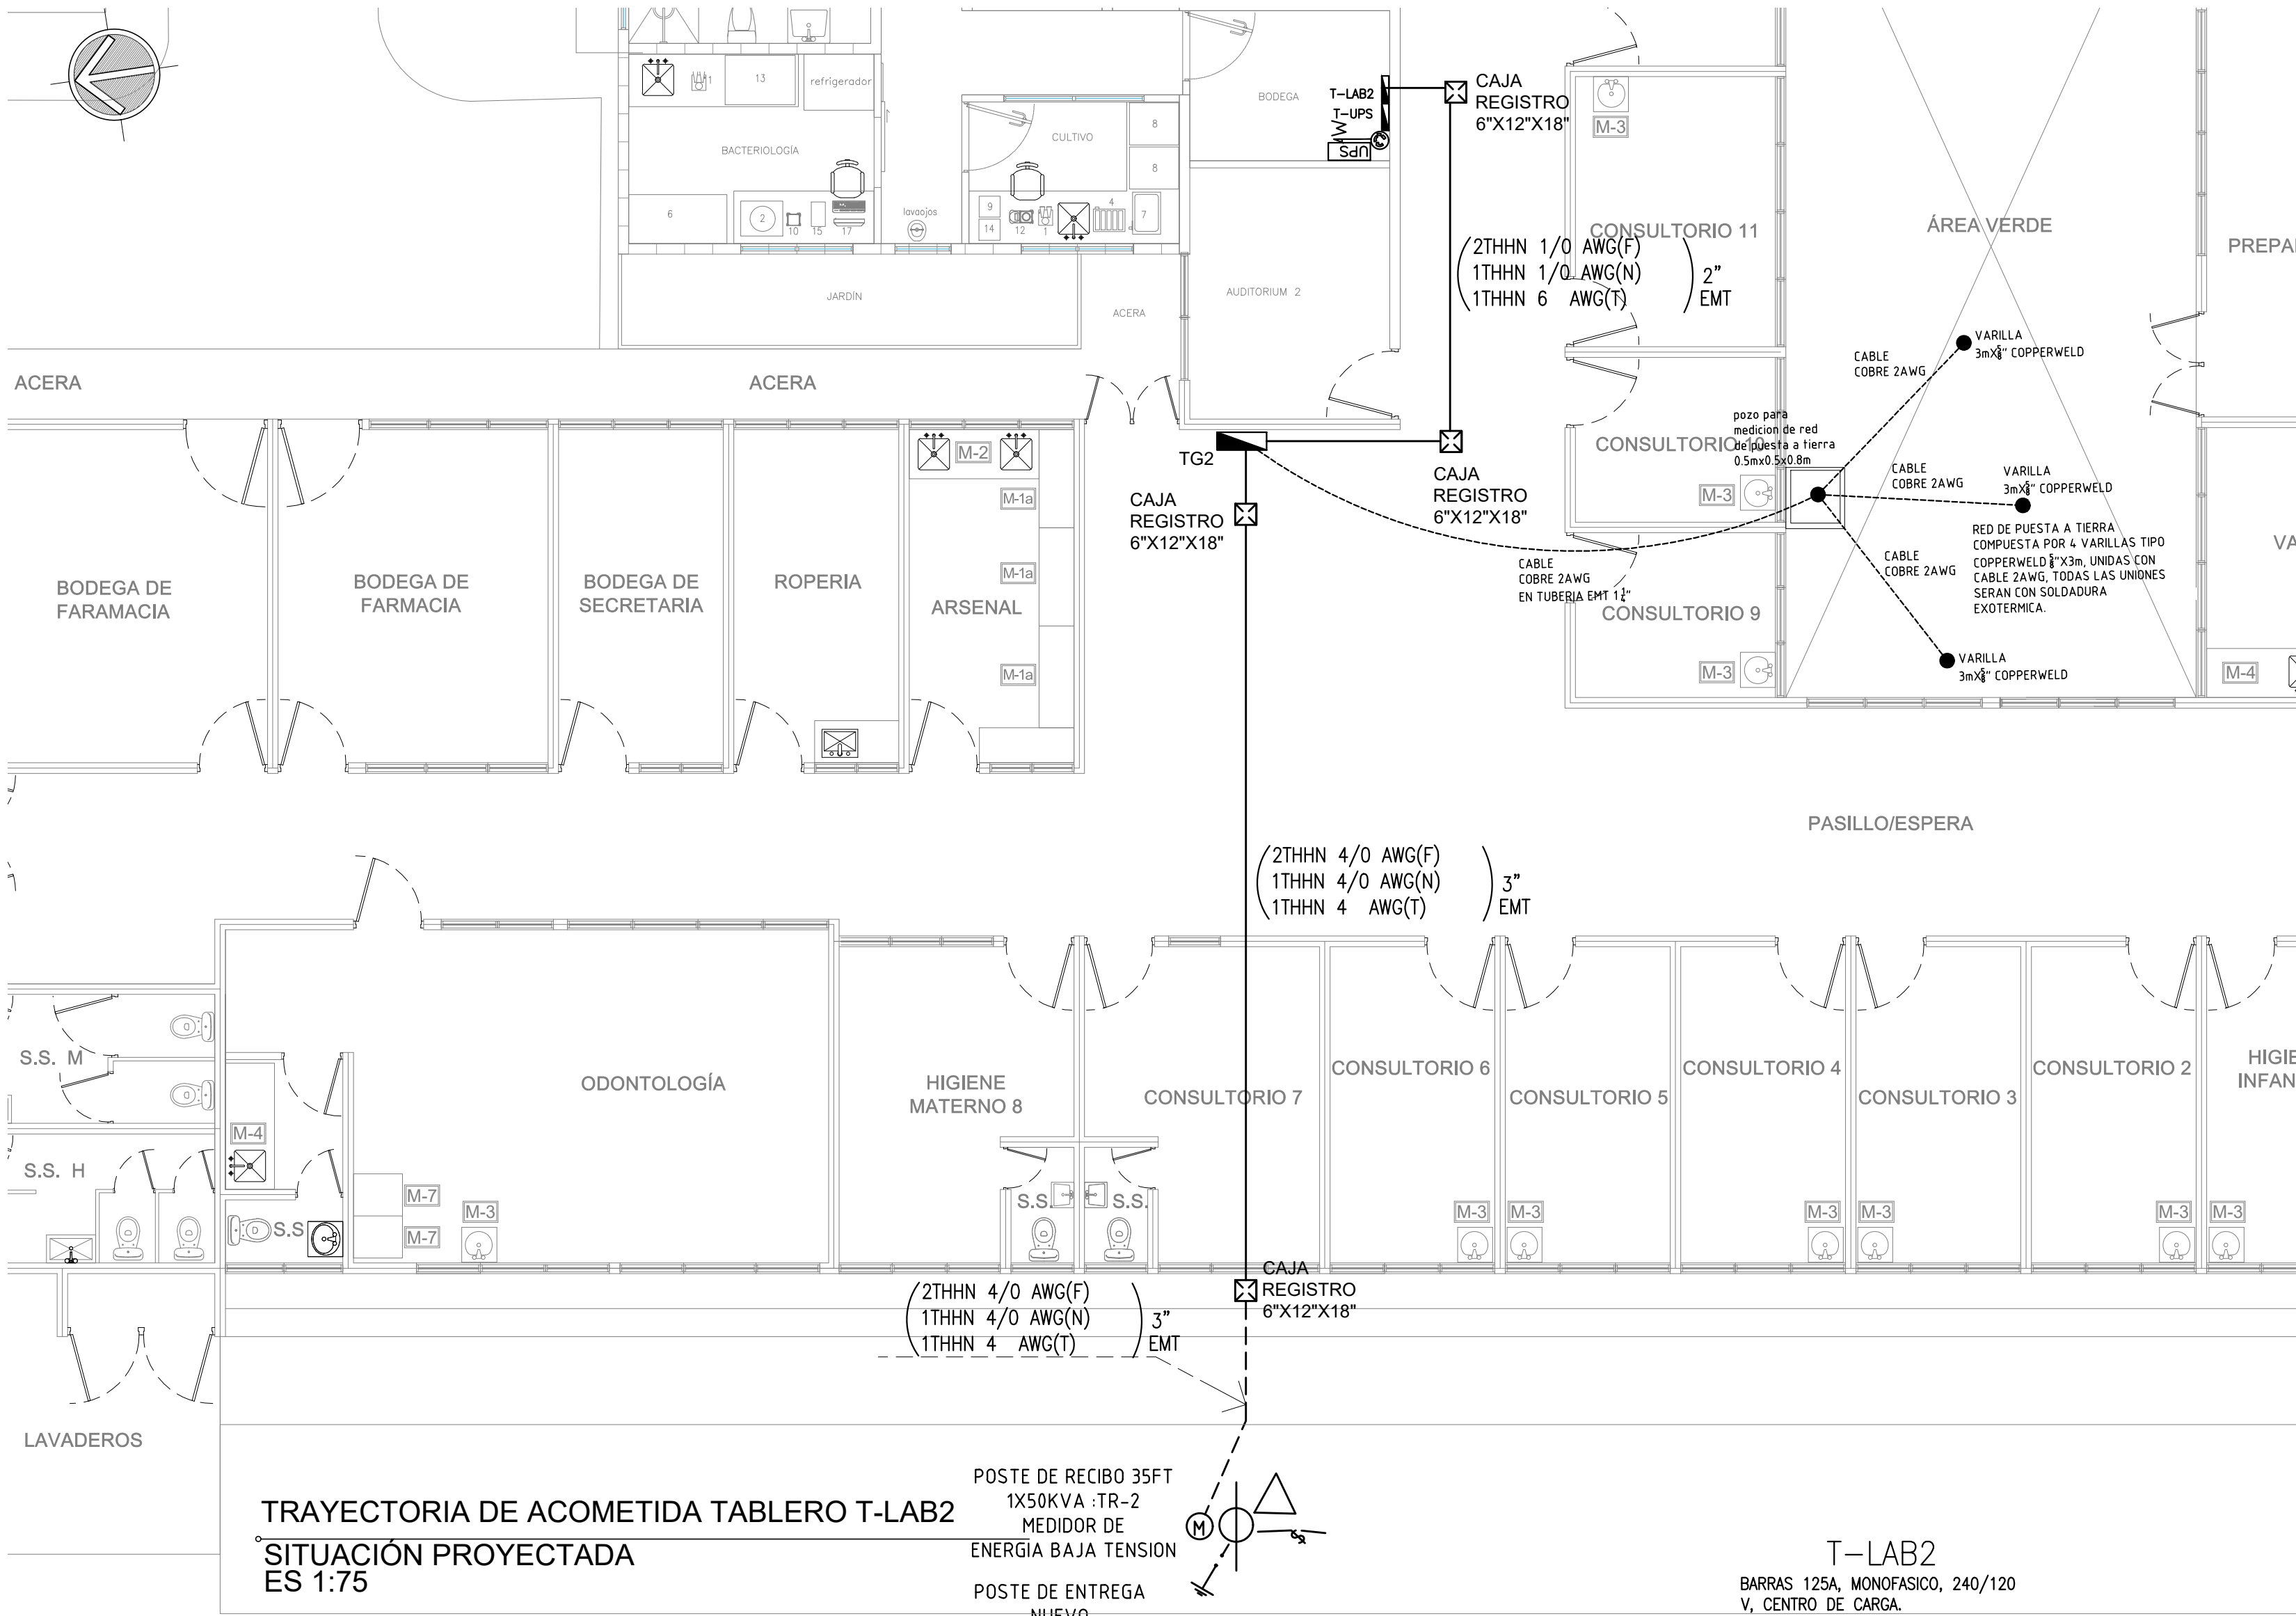 1
13
refrigerador
BACTERIOLOGÍA
6
2
10
15
17
lavaojos
CULTIVO
8
8
9
14
12
1
4
7
JARDÍN
ACERA
BODEGA
T-LAB2
T-UPS
UPS
CAJA
REGISTRO
6"X12"X18"
AUDITORIUM 2
M-3
CONSULTORIO 11
2THHN 1/0 AWG(F)
1THHN 1/0 AWG(N)
1THHN 6 AWG(T)
2"
EMT
ÁREA VERDE
PREPA
ACERA
ACERA
VARILLA
3mX5/8" COPPERWELD
CABLE
COBRE 2AWG
pozo para
medicion de red
de puesta a tierra
0.5mx0.5x0.8m
CONSULTORIO 10
M-3
CABLE
COBRE 2AWG
VARILLA
3mX5/8" COPPERWELD
RED DE PUESTA A TIERRA
COMPUESTA POR 4 VARILLAS TIPO
COPPERWELD 5/8"X3m, UNIDAS CON
CABLE 2AWG, TODAS LAS UNIONES
SERAN CON SOLDADURA
EXOTERMICA.
CABLE
COBRE 2AWG
VARILLA
3mX5/8" COPPERWELD
TG2
CAJA
REGISTRO
6"X12"X18"
CAJA
REGISTRO
6"X12"X18"
CABLE
COBRE 2AWG
EN TUBERIA EMT 1 1/4"
CONSULTORIO 9
M-3
VA
M-4
BODEGA DE
FARAMACIA
BODEGA DE
FARMACIA
BODEGA DE
SECRETARIA
ROPERIA
ARSENAL
M-2
M-1a
M-1a
M-1a
PASILLO/ESPERA
2THHN 4/0 AWG(F)
1THHN 4/0 AWG(N)
1THHN 4 AWG(T)
3"
EMT
S.S. M
S.S. H
M-4
S.S
ODONTOLOGÍA
M-7
M-7
M-3
HIGIENE
MATERNO 8
S.S.
S.S.
CONSULTORIO 7
CONSULTORIO 6
M-3
CONSULTORIO 5
M-3
CONSULTORIO 4
M-3
CONSULTORIO 3
M-3
CONSULTORIO 2
M-3
HIGIE
INFAN
M-3
CAJA
REGISTRO
6"X12"X18"
2THHN 4/0 AWG(F)
1THHN 4/0 AWG(N)
1THHN 4 AWG(T)
3"
EMT
LAVADEROS
TRAYECTORIA DE ACOMETIDA TABLERO T-LAB2
SITUACIÓN PROYECTADA
ES 1:75
POSTE DE RECIBO 35FT
1X50KVA :TR-2
MEDIDOR DE
ENERGIA BAJA TENSION
M
POSTE DE ENTREGA
NUEVO
T-LAB2
BARRAS 125A, MONOFASICO, 240/120
V, CENTRO DE CARGA.